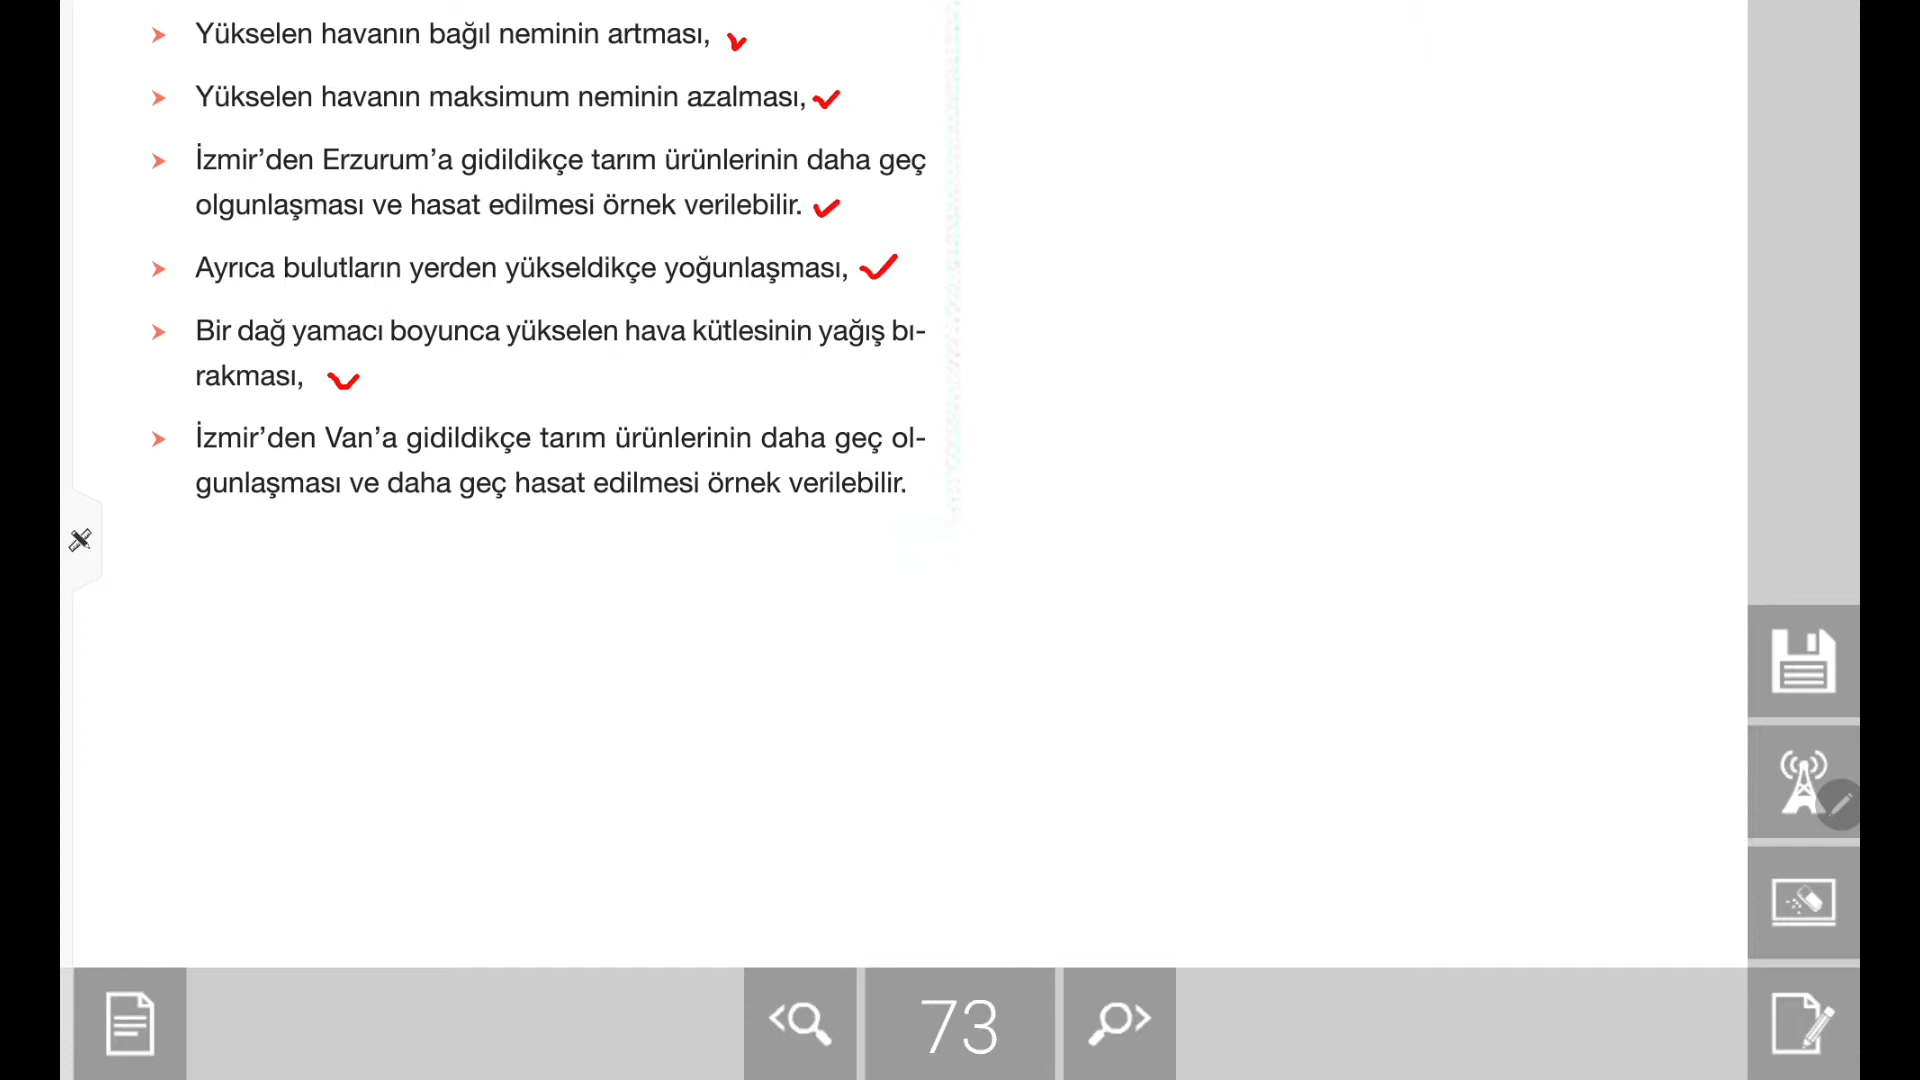 Yükselen havanın bağıl neminin artması,
Yükselen havanın maksimum neminin azalması,
İzmir’den Erzurum’a gidildikçe tarım ürünlerinin daha geç
olgunlaşması ve hasat edilmesi örnek verilebilir.
Ayrıca bulutların yerden yükseldikçe yoğunlaşması,
Bir dağ yamacı boyunca yükselen hava kütlesinin yağış bı-
rakması,
İzmir’den Van’a gidildikçe tarım ürünlerinin daha geç ol-
gunlaşması ve daha geç hasat edilmesi örnek verilebilir.
73